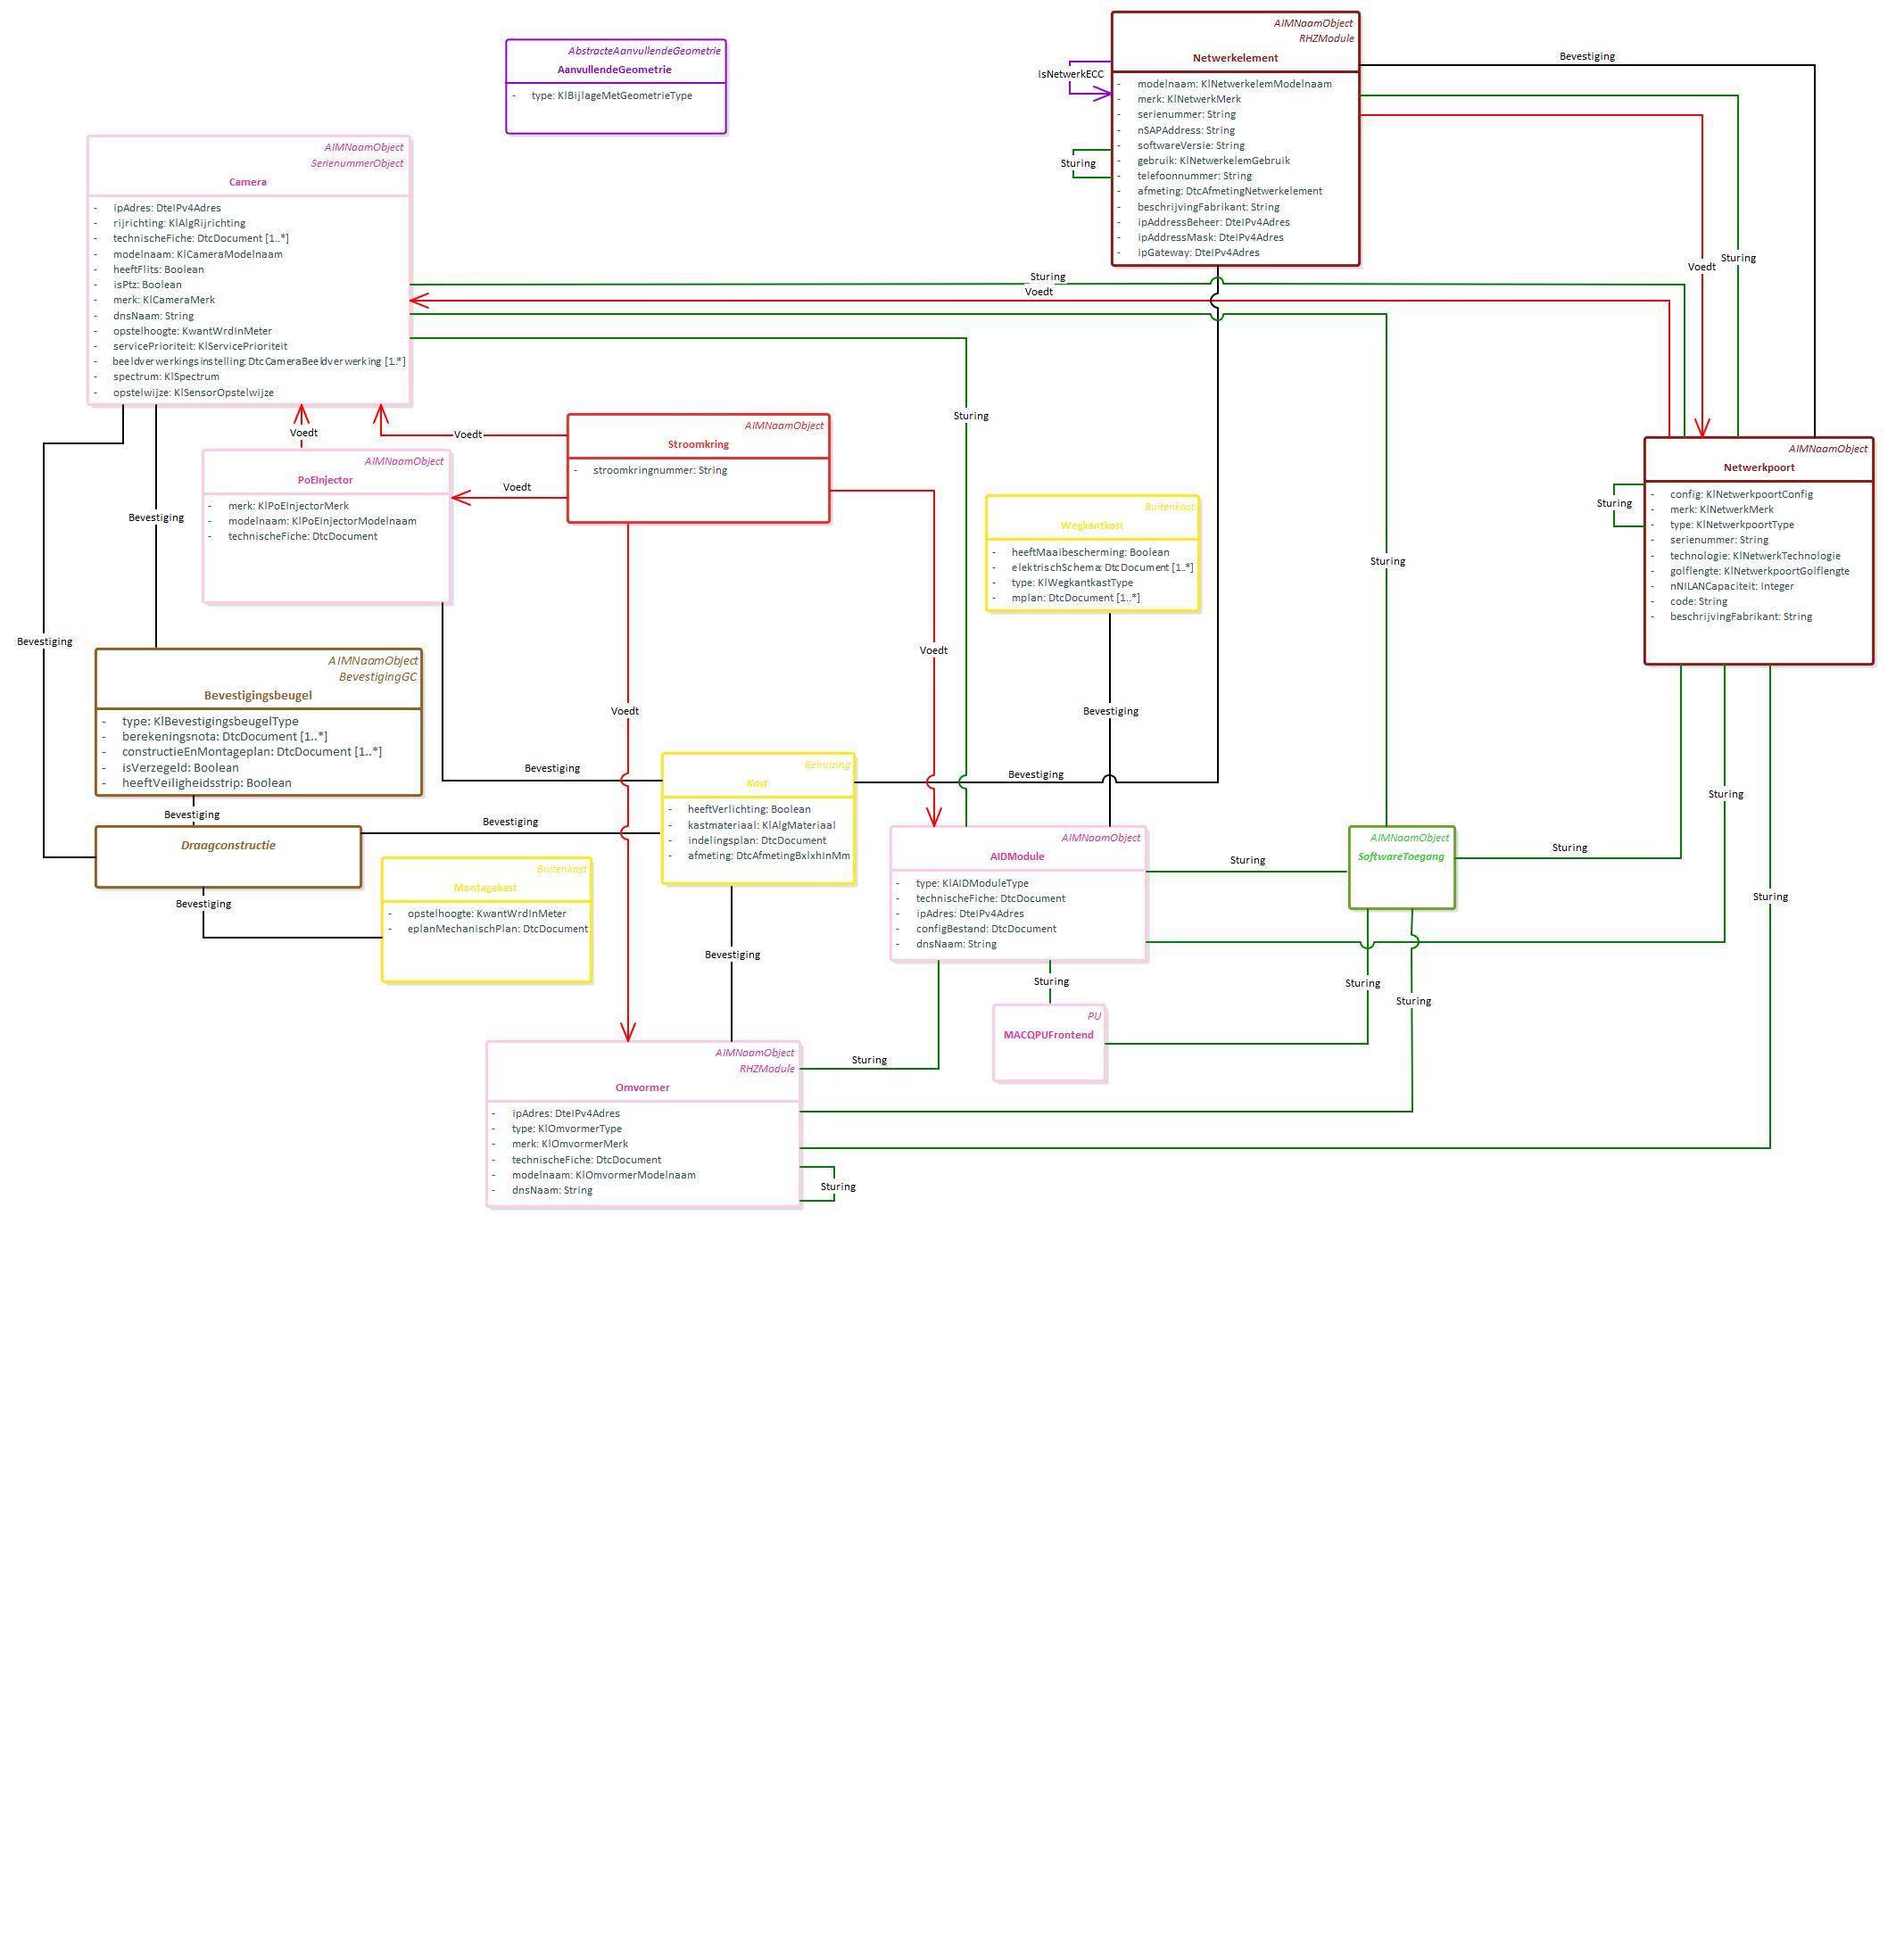 AbstracteAanvullendeGeometrie
AanvullendeGeometrie
- type: KlBijlageMetGeometrieType
AIMNaamObject
RHZModule
Netwerkelement
- modelnaam: KlNetwerkelemModelnaam
- merk: KlNetwerkMerk
- serienummer: String
- nSAPAddress: String
- softwareVersie: String
- gebruik: KlNetwerkelemGebruik
- telefoonnummer: String
- afmeting: DtcAfmetingNetwerkelement
- beschrijvingFabrikant: String
- ipAddressBeheer: DteIPv4Adres
- ipAddressMask: DteIPv4Adres
- ipGateway: DteIPv4Adres
IsNetwerkECC
Sturing
Bevestiging
Voedt
Sturing
AIMNaamObject
SerienummerObject
Camera
- ipAdres: DteIPv4Adres
- rijrichting: KlAlgRijrichting
- technischeFiche: DtcDocument [1..*]
- modelnaam: KlCameraModelnaam
- heeftFlits: Boolean
- isPtz: Boolean
- merk: KlCameraMerk
- dnsNaam: String
- opstelhoogte: KwantWrdInMeter
- servicePrioriteit: KlServicePrioriteit
- beeldverwerkingsinstelling: DtcCameraBeeldverwerking [1..*]
- spectrum: KlSpectrum
- opstelwijze: KlSensorOpstelwijze
Sturing
Voedt
Sturing
Sturing
Voedt
Voedt
Voedt
Bevestiging
Bevestiging
AIMNaamObject
PoEInjector
- merk: KlPoEInjectorMerk
- modelnaam: KlPoEInjectorModelnaam
- technischeFiche: DtcDocument
AIMNaamObject
Stroomkring
- stroomkringnummer: String
Voedt
Voedt
Buitenkast
Wegkantkast
- heeftMaaibescherming: Boolean
- elektrischSchema: DtcDocument [1..*]
- type: KlWegkantkastType
- mplan: DtcDocument [1..*]
Bevestiging
AIMNaamObject
Netwerkpoort
- config: KlNetwerkpoortConfig
- merk: KlNetwerkMerk
- type: KlNetwerkpoortType
- serienummer: String
- technologie: KlNetwerkTechnologie
- golflengte: KlNetwerkpoortGolflengte
- nNILANCapaciteit: Integer
- code: String
- beschrijvingFabrikant: String
Sturing
AIMNaamObject
BevestigingGC
Bevestigingsbeugel
- type: KlBevestigingsbeugelType
- berekeningsnota: DtcDocument [1..*]
- constructieEnMontageplan: DtcDocument [1..*]
- isVerzegeld: Boolean
- heeftVeiligheidsstrip: Boolean
Bevestiging
Draagconstructie
Bevestiging
Bevestiging
Bevestiging
Bevestiging
Behuizing
Kast
- heeftVerlichting: Boolean
- kastmateriaal: KlAlgMateriaal
- indelingsplan: DtcDocument
- afmeting: DtcAfmetingBxlxhInMm
Bevestiging
Buitenkast
Montagekast
- opstelhoogte: KwantWrdInMeter
- eplanMechanischPlan: DtcDocument
AIMNaamObject
AIDModule
- type: KlAIDModuleType
- technischeFiche: DtcDocument
- ipAdres: DteIPv4Adres
- configBestand: DtcDocument
- dnsNaam: String
Sturing
AIMNaamObject
SoftwareToegang
Sturing
Sturing
Sturing
Sturing
Sturing
Sturing
PU
MACQPUFrontend
AIMNaamObject
RHZModule
Omvormer
- ipAdres: DteIPv4Adres
- type: KlOmvormerType
- merk: KlOmvormerMerk
- technischeFiche: DtcDocument
- modelnaam: KlOmvormerModelnaam
- dnsNaam: String
Sturing
Sturing